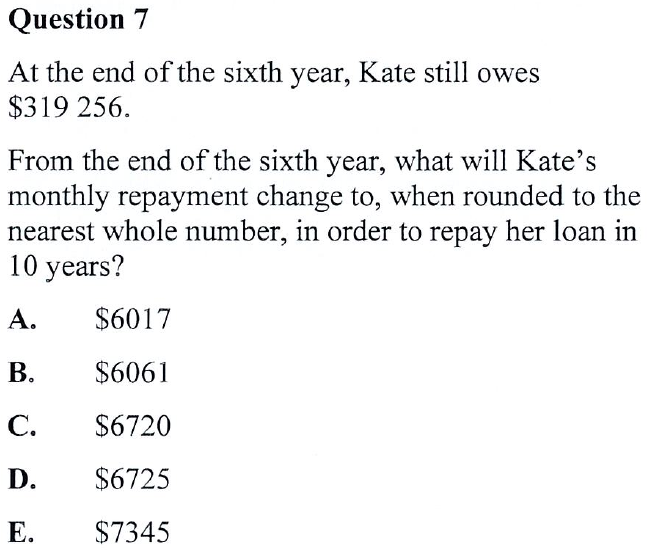 Question 7
At the end of the sixth year, Kate still owes
$319 256.
From the end of the sixth year, what will Kate's
monthly repayment change to, when rounded to the
nearest whole number, in order to repay her loan in
10 years?
A. $6017
B. $6061
C. $6720
D. $6725
E. $7345